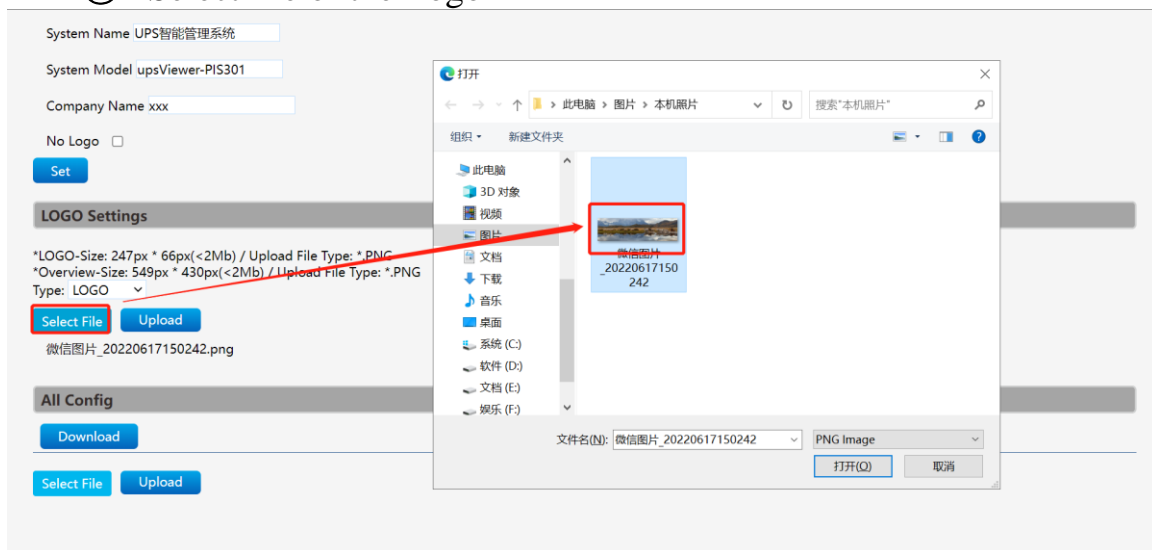 System Name UPS智能管理系统
System Model upsViewer-PIS301
Company Name xxx
No Logo
Set
LOGO Settings
*LOGO-Size: 247px * 66px(<2Mb) / Upload File Type: *.PNG
*Overview-Size: 549px * 430px(<2Mb) / Upload File Type: *.PNG
Type: LOGO
Select File Upload
微信图片_20220617150242.png
All Config
Download
Select File Upload
打开
此电脑 › 图片 › 本机照片
搜索"本机照片"
组织 新建文件夹
此电脑
3D 对象
视频
图片
文档
下载
音乐
桌面
系统 (C:)
软件 (D:)
文档 (E:)
娱乐 (F:)
微信图片
_20220617150
242
文件名(N): 微信图片_20220617150242 PNG Image
打开(O) 取消